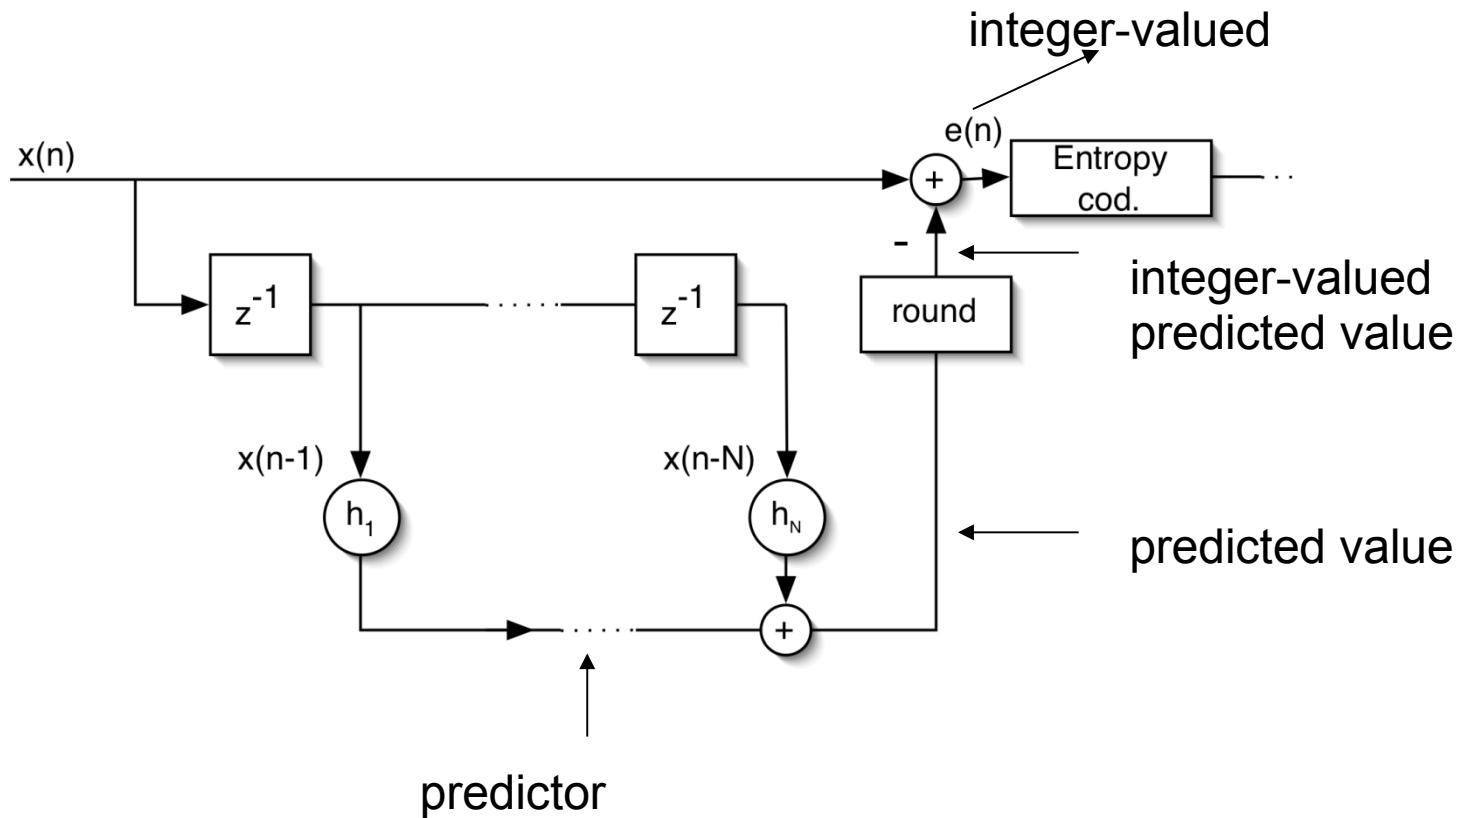 integer-valued
e(n)
x(n)
+
Entropy
cod.
-
z⁻¹
z⁻¹
round
integer-valued
predicted value
x(n-1)
x(n-N)
h₁
h_N
predicted value
+
predictor